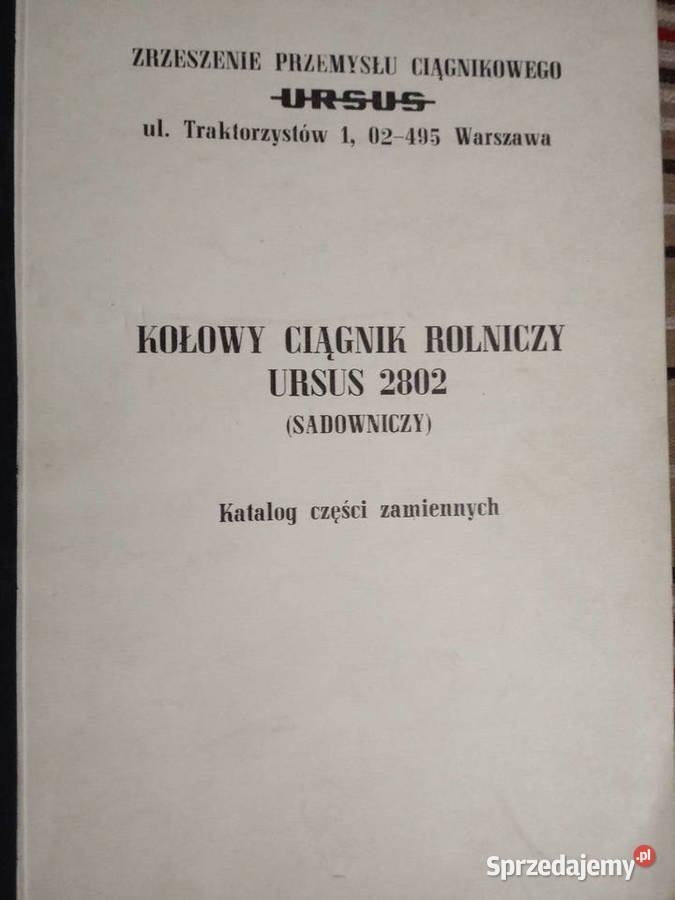 ZRZESZENIE PRZEMYSŁU CIĄGNIKOWEGO
URSUS
ul. Traktorzystów 1, 02-495 Warszawa
KOŁOWY CIĄGNIK ROLNICZY
URSUS 2802
(SADOWNICZY)
Katalog części zamiennych
Sprzedajemy.pl